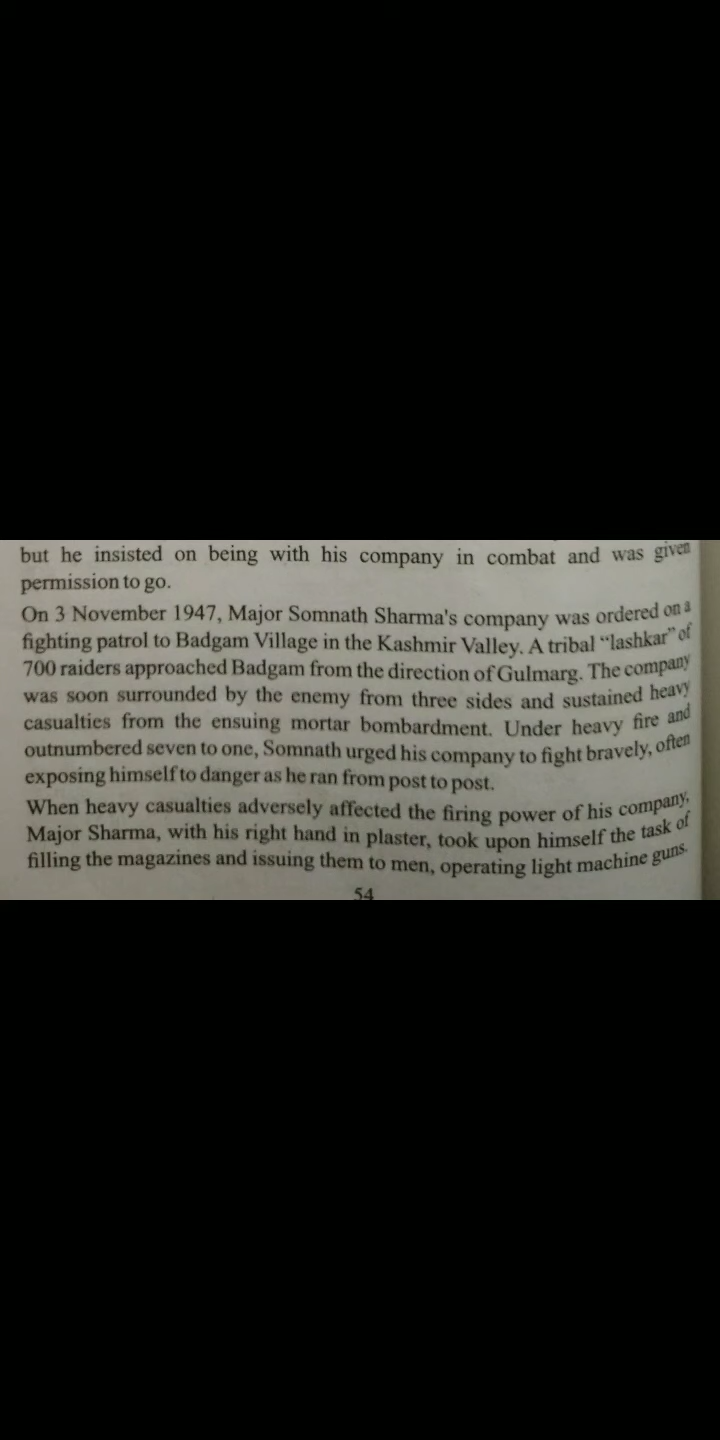 but he insisted on being with his company in combat and was given
permission to go.
On 3 November 1947, Major Somnath Sharma's company was ordered on a
fighting patrol to Badgam Village in the Kashmir Valley. A tribal “lashkar” of
700 raiders approached Badgam from the direction of Gulmarg. The company
was soon surrounded by the enemy from three sides and sustained heavy
casualties from the ensuing mortar bombardment. Under heavy fire and
outnumbered seven to one, Somnath urged his company to fight bravely, often
exposing himself to danger as he ran from post to post.
When heavy casualties adversely affected the firing power of his company,
Major Sharma, with his right hand in plaster, took upon himself the task of
filling the magazines and issuing them to men, operating light machine guns.
54